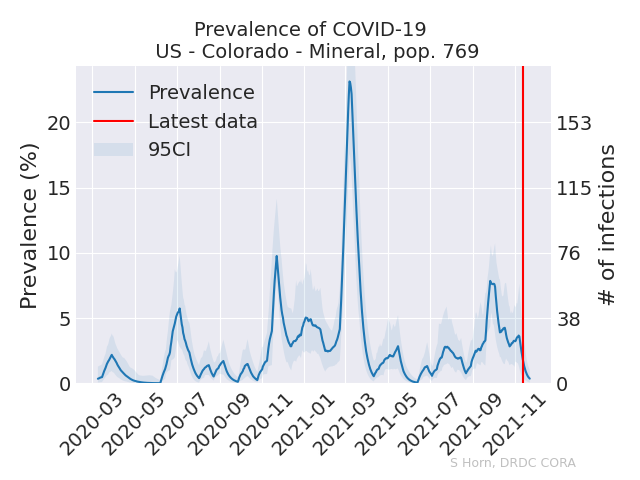 Prevalence of COVID-19
US - Colorado - Mineral, pop. 769
Prevalence
Latest data
95CI
Prevalence (%)
20
15
10
5
0
153
115
76
38
0
# of infections
2020-03
2020-05
2020-07
2020-09
2020-11
2021-01
2021-03
2021-05
2021-07
2021-09
2021-11
S Horn, DRDC CORA